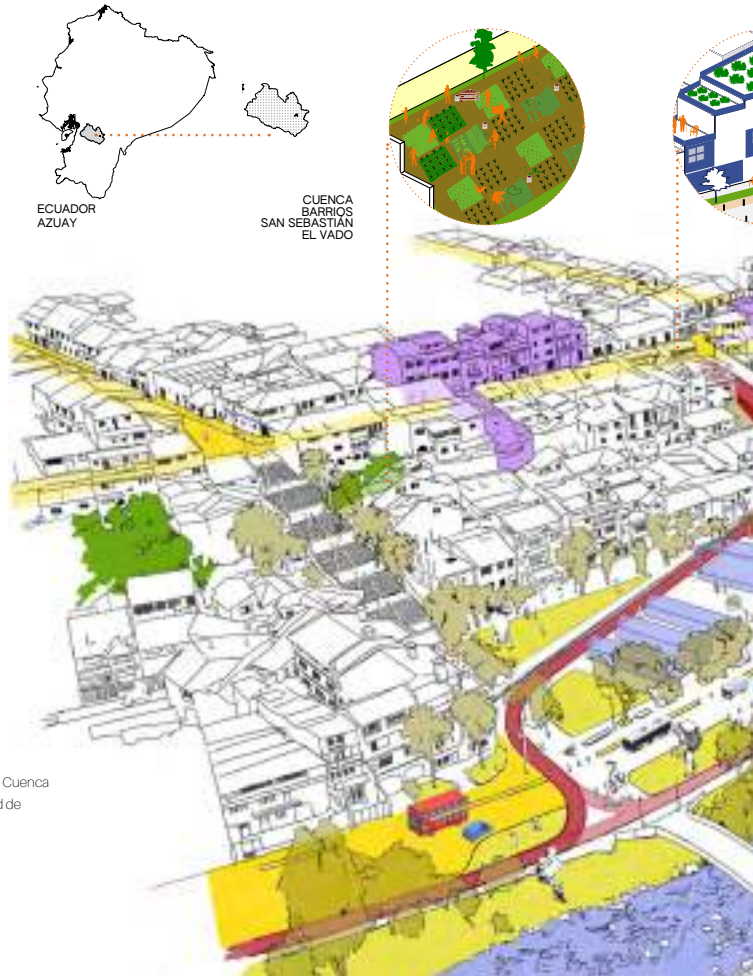 ECUADOR
AZUAY
CUENCA
BARRIOS
SAN SEBASTIÁN
EL VADO
Cuenca
d de